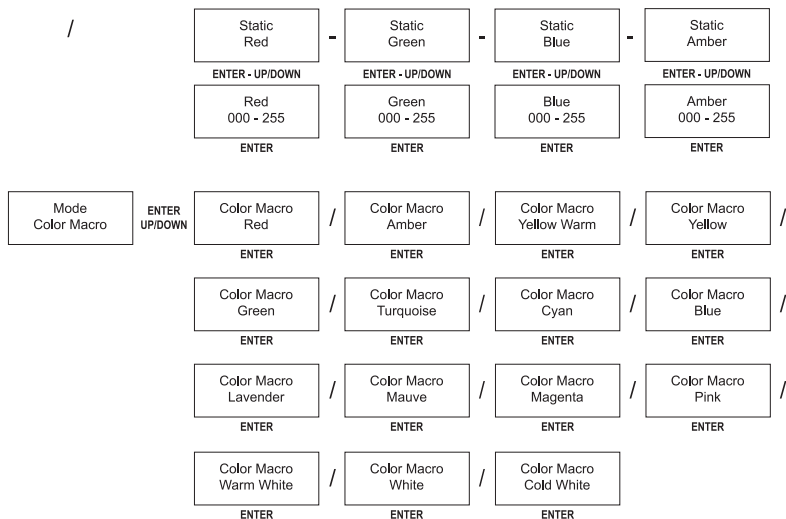 /
Static - Static - Static - Static
Red Green Blue Amber
ENTER - UP/DOWN ENTER - UP/DOWN ENTER - UP/DOWN ENTER - UP/DOWN
Red Green Blue Amber
000 - 255 000 - 255 000 - 255 000 - 255
ENTER ENTER ENTER ENTER
Mode
Color Macro
ENTER
UP/DOWN
Color Macro / Color Macro / Color Macro / Color Macro /
Red Amber Yellow Warm Yellow
ENTER ENTER ENTER ENTER
Color Macro / Color Macro / Color Macro / Color Macro /
Green Turquoise Cyan Blue
ENTER ENTER ENTER ENTER
Color Macro / Color Macro / Color Macro / Color Macro /
Lavender Mauve Magenta Pink
ENTER ENTER ENTER ENTER
Color Macro / Color Macro / Color Macro
Warm White White Cold White
ENTER ENTER ENTER